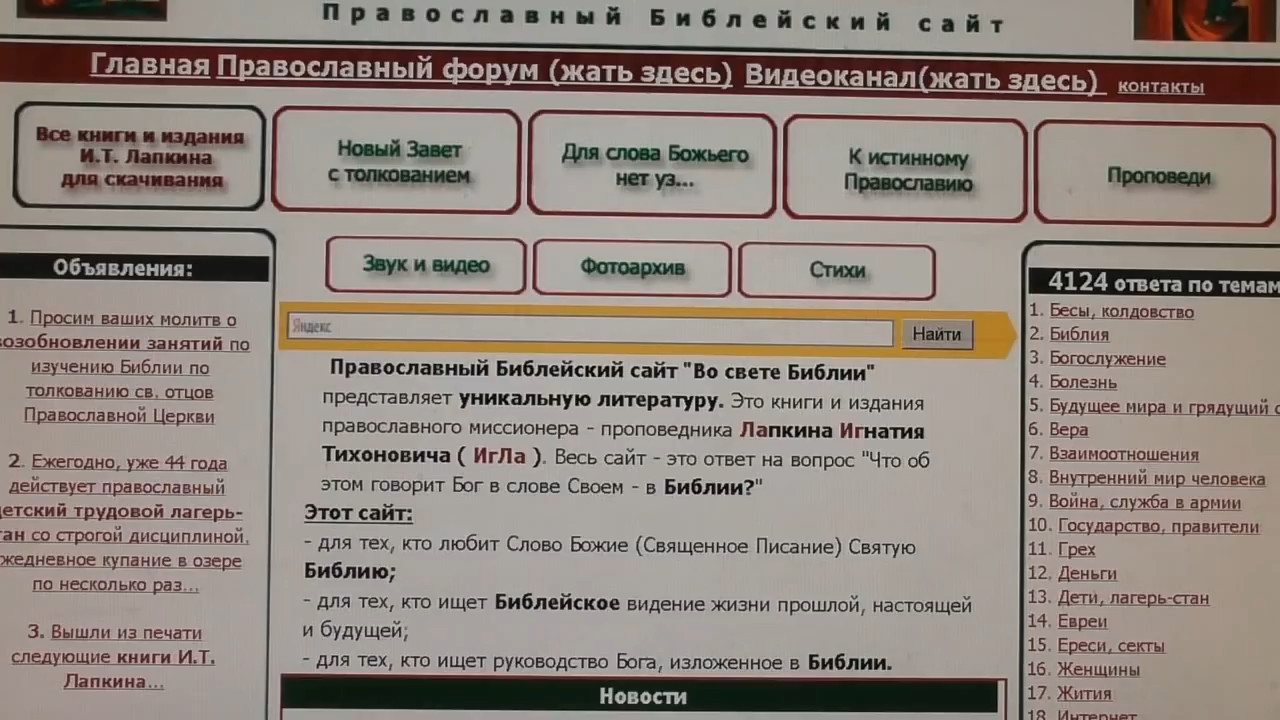 Православный Библейский сайт
Главная Православный форум (жать здесь) Видеоканал(жать здесь) контакты
Все книги и издания
И.Т. Лапкина
для скачивания
Новый Завет
с толкованием
Для слова Божьего
нет уз...
К истинному
Православию
Проповеди
Звук и видео
Фотоархив
Стихи
Объявления:
1. Просим ваших молитв о
возобновлении занятий по
изучению Библии по
толкованию св. отцов
Православной Церкви
2. Ежегодно, уже 44 года
действует православный
детский трудовой лагерь-
стан со строгой дисциплиной,
ежедневное купание в озере
по несколько раз...
3. Вышли из печати
следующие книги И.Т.
Лапкина...
Яндекс
Найти
Православный Библейский сайт "Во свете Библии"
представляет уникальную литературу. Это книги и издания
православного миссионера - проповедника Лапкина Игнатия
Тихоновича ( ИгЛа ). Весь сайт - это ответ на вопрос "Что об
этом говорит Бог в слове Своем - в Библии?"
Этот сайт:
- для тех, кто любит Слово Божие (Священное Писание) Святую
Библию;
- для тех, кто ищет Библейское видение жизни прошлой, настоящей
и будущей;
- для тех, кто ищет руководство Бога, изложенное в Библии.
Новости
4124 ответа по темам
1. Бесы, колдовство
2. Библия
3. Богослужение
4. Болезнь
5. Будущее мира и грядущий с
6. Вера
7. Взаимоотношения
8. Внутренний мир человека
9. Война, служба в армии
10. Государство, правители
11. Грех
12. Деньги
13. Дети, лагерь-стан
14. Евреи
15. Ереси, секты
16. Женщины
17. Жития
18. Интернет